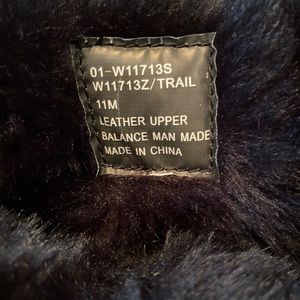 01-W11713S
W11713Z/TRAIL
11M
LEATHER UPPER
BALANCE MAN MADE
MADE IN CHINA